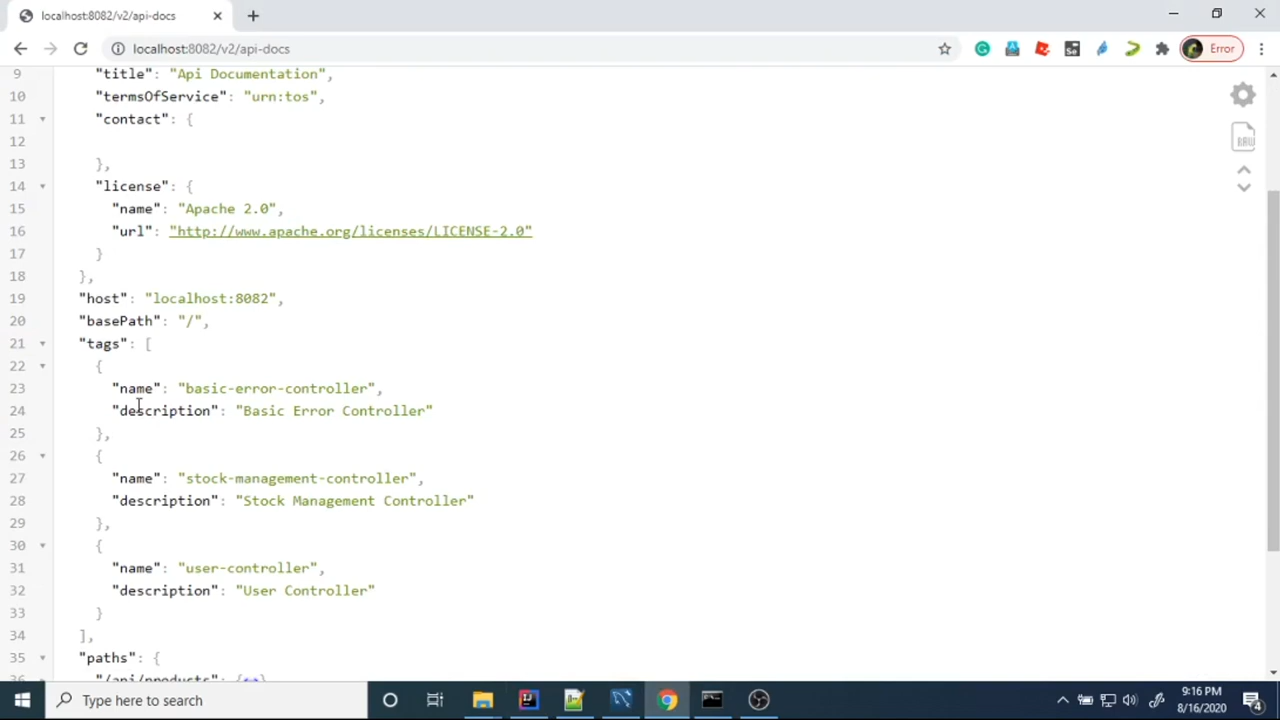 localhost:8082/v2/api-docs
localhost:8082/v2/api-docs
Error
9 "title": "Api Documentation",
10 "termsOfService": "urn:tos",
11 "contact": {
12
13 },
14 "license": {
15 "name": "Apache 2.0",
16 "url": "http://www.apache.org/licenses/LICENSE-2.0"
17 }
18 },
19 "host": "localhost:8082",
20 "basePath": "/",
21 "tags": [
22 {
23 "name": "basic-error-controller",
24 "description": "Basic Error Controller"
25 },
26 {
27 "name": "stock-management-controller",
28 "description": "Stock Management Controller"
29 },
30 {
31 "name": "user-controller",
32 "description": "User Controller"
33 }
34 ],
35 "paths": {
36 "/api/products": {↔}
RAW
Type here to search
9:16 PM
8/16/2020
4